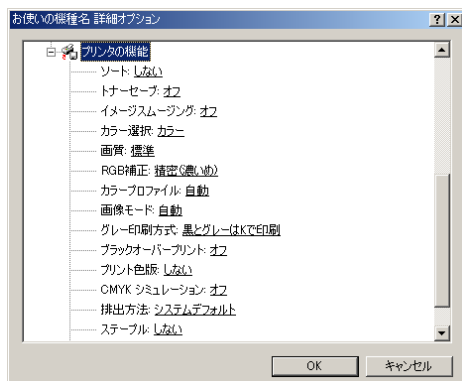 お使いの機種名 詳細オプション
プリンタの機能
ソート: しない
トナーセーブ: オフ
イメージスムージング: オフ
カラー選択: カラー
画質: 標準
RGB補正: 精密(濃いめ)
カラープロファイル: 自動
画像モード: 自動
グレー印刷方式: 黒とグレーはKで印刷
ブラックオーバープリント: オフ
プリント色版: しない
CMYK シミュレーション: オフ
排出方法: システムデフォルト
ステープル: しない
OK キャンセル